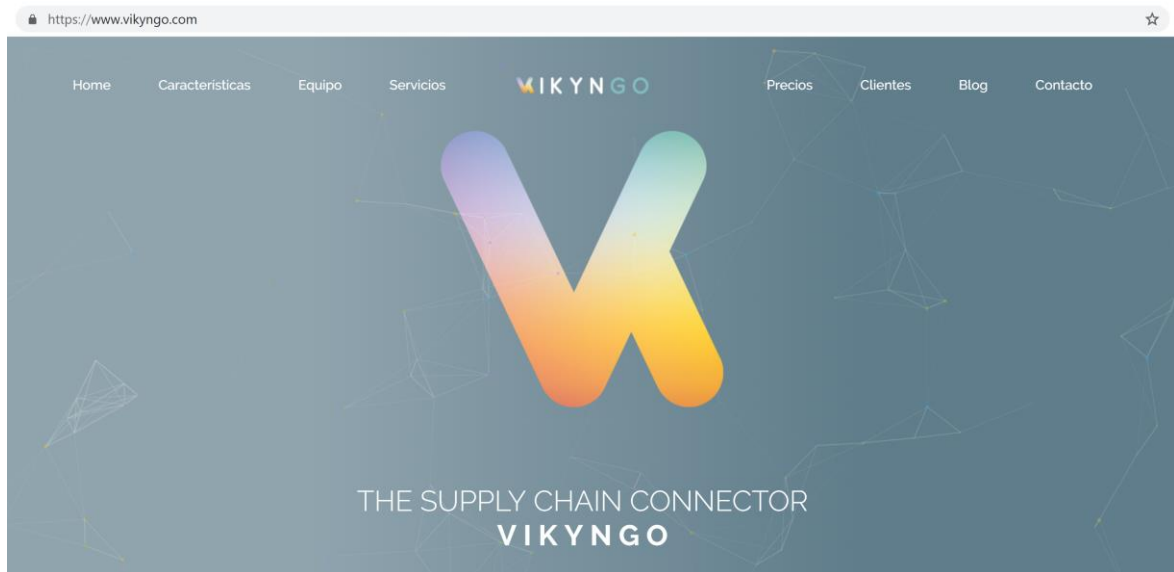 https://www.vikyngo.com
Home Caracteristicas Equipo Servicios VIKYNGO Precios Clientes Blog Contacto
THE SUPPLY CHAIN CONNECTOR
VIKYNGO